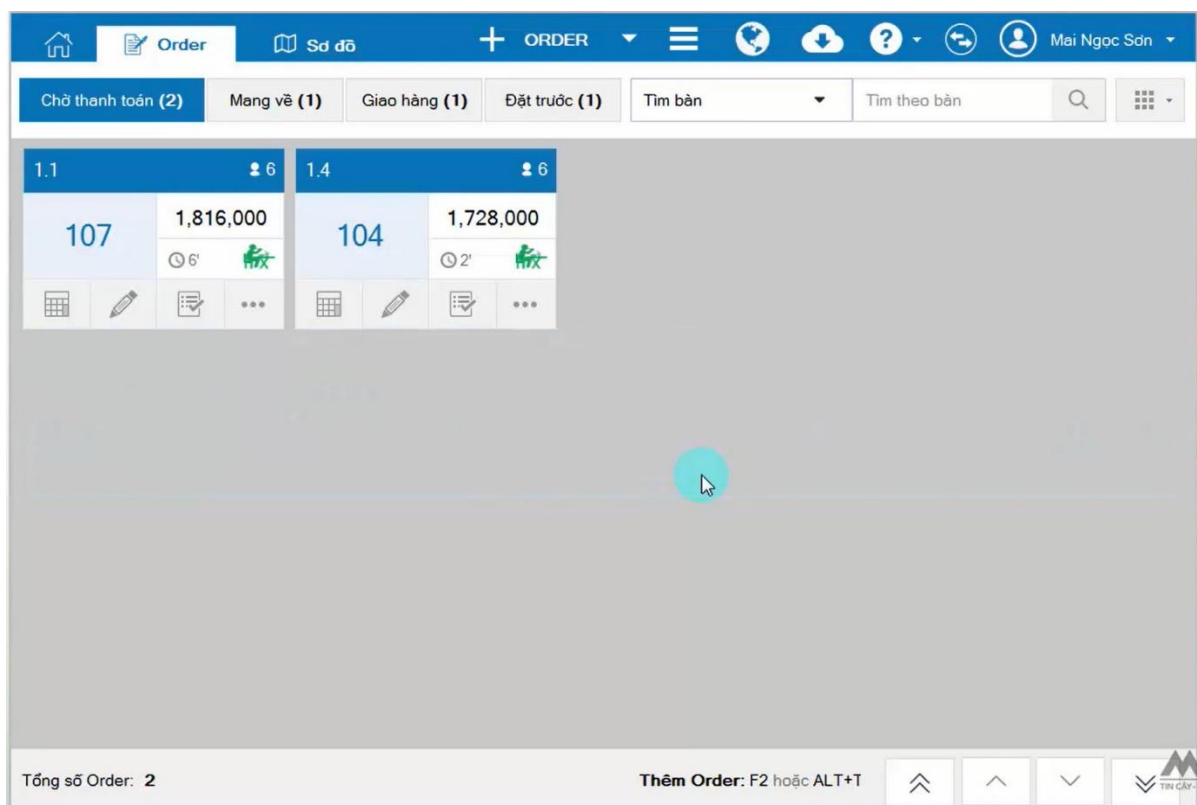 Order Sơ đồ ORDER Mai Ngọc Sơn
Chờ thanh toán (2) Mang về (1) Giao hàng (1) Đặt trước (1) Tìm bàn Tìm theo bàn
1.1 6 1.4 6
107 1,816,000 104 1,728,000
6' 2'
Tổng số Order: 2 Thêm Order: F2 hoặc ALT+T
TIN CẬY